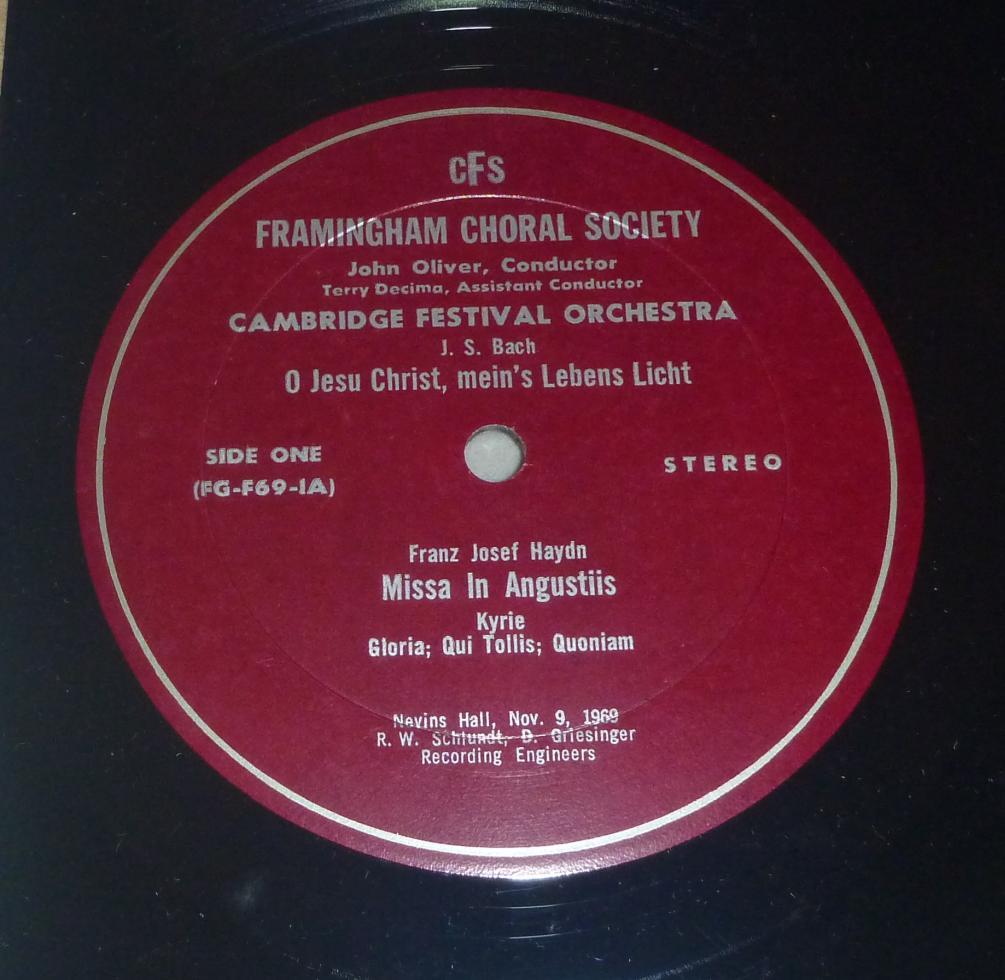 CFS
FRAMINGHAM CHORAL SOCIETY
John Oliver, Conductor
Terry Decima, Assistant Conductor
CAMBRIDGE FESTIVAL ORCHESTRA
J. S. Bach
O Jesu Christ, mein's Lebens Licht
SIDE ONE
(FG-F69-1A)
STEREO
Franz Josef Haydn
Missa In Angustiis
Kyrie
Gloria; Qui Tollis; Quoniam
Nevins Hall, Nov. 9, 1969
R. W. Schlundt, D. Griesinger
Recording Engineers